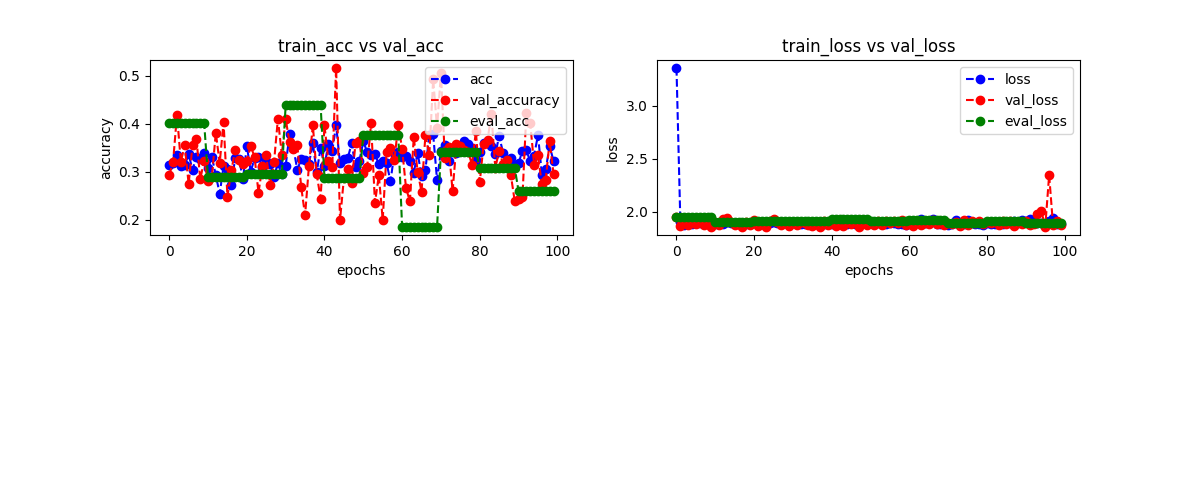 train_acc vs val_acc
accuracy
0.5
0.4
0.3
0.2
acc
val_accuracy
eval_acc
0 20 40 60 80 100
epochs
train_loss vs val_loss
loss
3.0
2.5
2.0
loss
val_loss
eval_loss
0 20 40 60 80 100
epochs